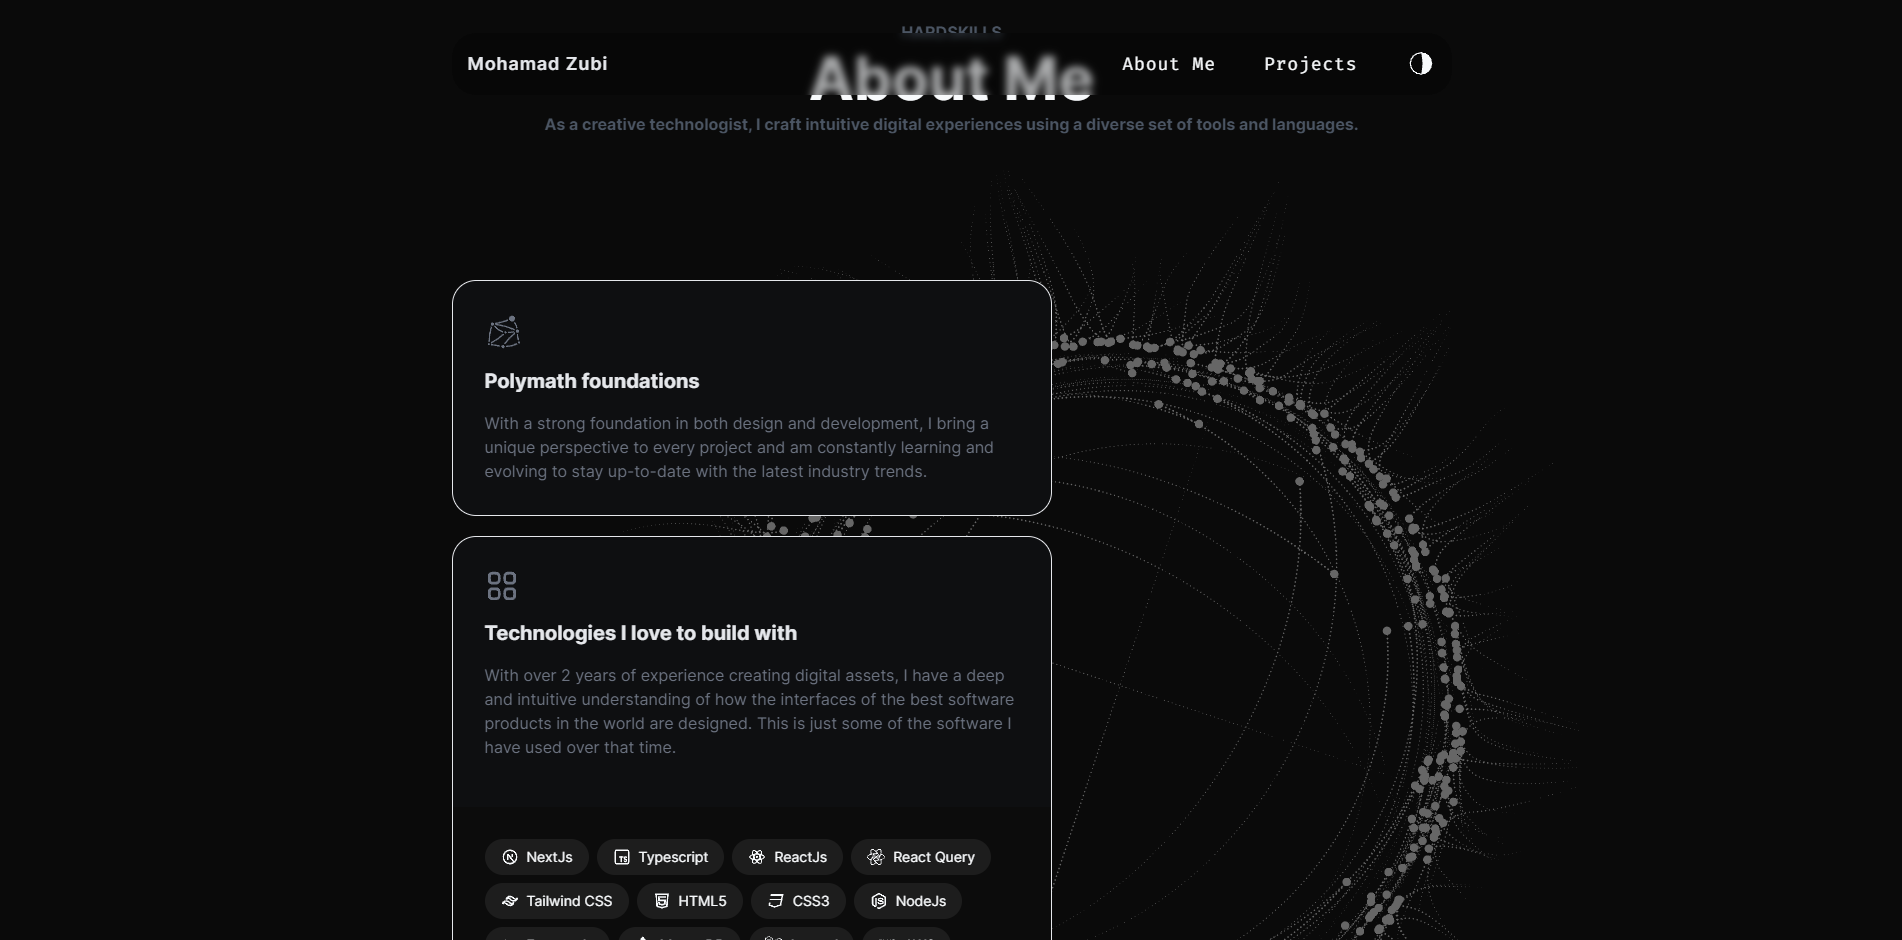 HARDSKILLS
Mohamad Zubi
About Me
About Me
Projects
As a creative technologist, I craft intuitive digital experiences using a diverse set of tools and languages.
Polymath foundations
With a strong foundation in both design and development, I bring a
unique perspective to every project and am constantly learning and
evolving to stay up-to-date with the latest industry trends.
Technologies I love to build with
With over 2 years of experience creating digital assets, I have a deep
and intuitive understanding of how the interfaces of the best software
products in the world are designed. This is just some of the software I
have used over that time.
NextJs Typescript ReactJs React Query
Tailwind CSS HTML5 CSS3 NodeJs